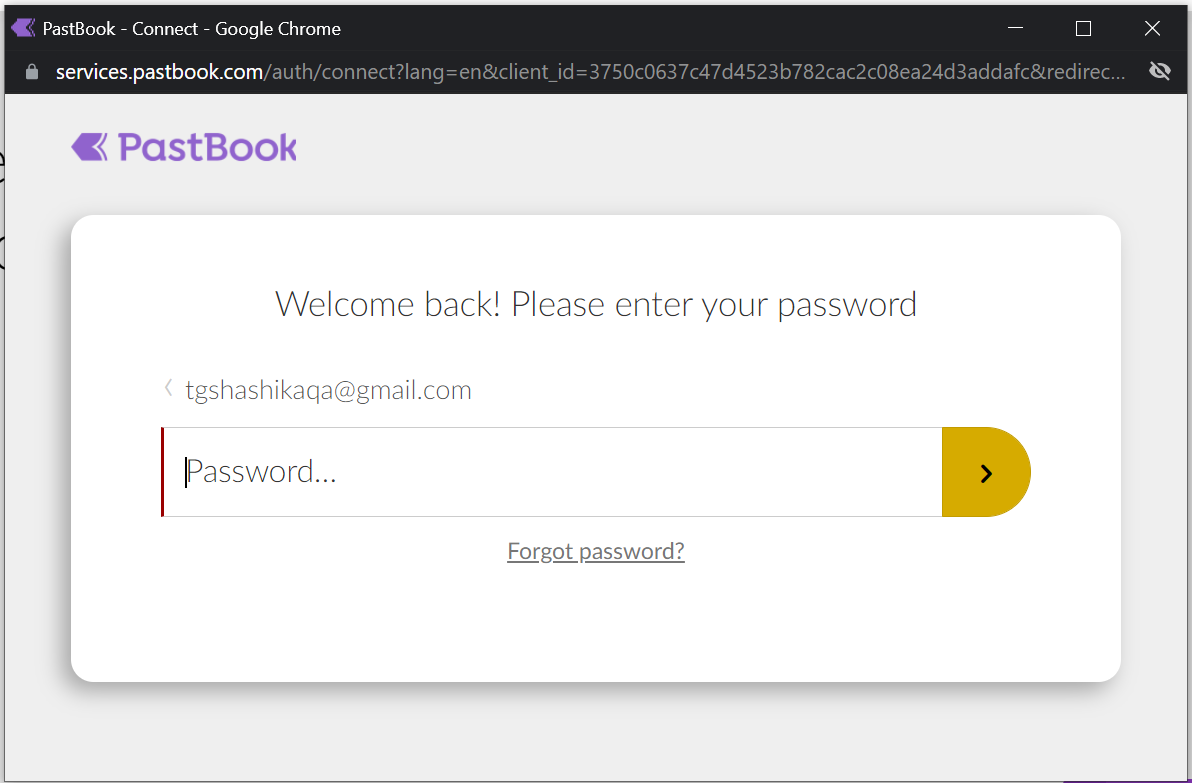 PastBook - Connect - Google Chrome
services.pastbook.com/auth/connect?lang=en&client_id=3750c0637c47d4523b782cac2c08ea24d3addafc&redirec...
PastBook
Welcome back! Please enter your password
tgshashikaqa@gmail.com
Password...
Forgot password?